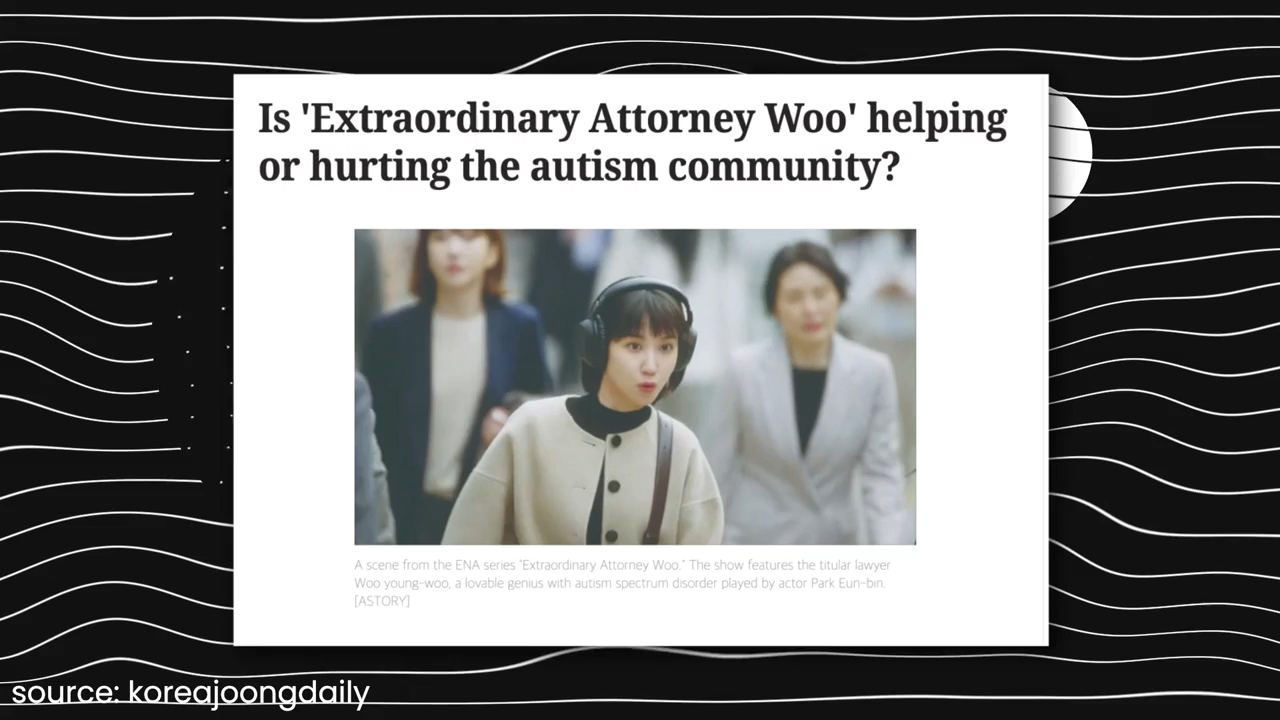 Is 'Extraordinary Attorney Woo' helping
or hurting the autism community?
A scene from the ENA series "Extraordinary Attorney Woo." The show features the titular lawyer
Woo young-woo, a lovable genius with autism spectrum disorder played by actor Park Eun-bin.
[ASTORY]
source: koreajoongdaily